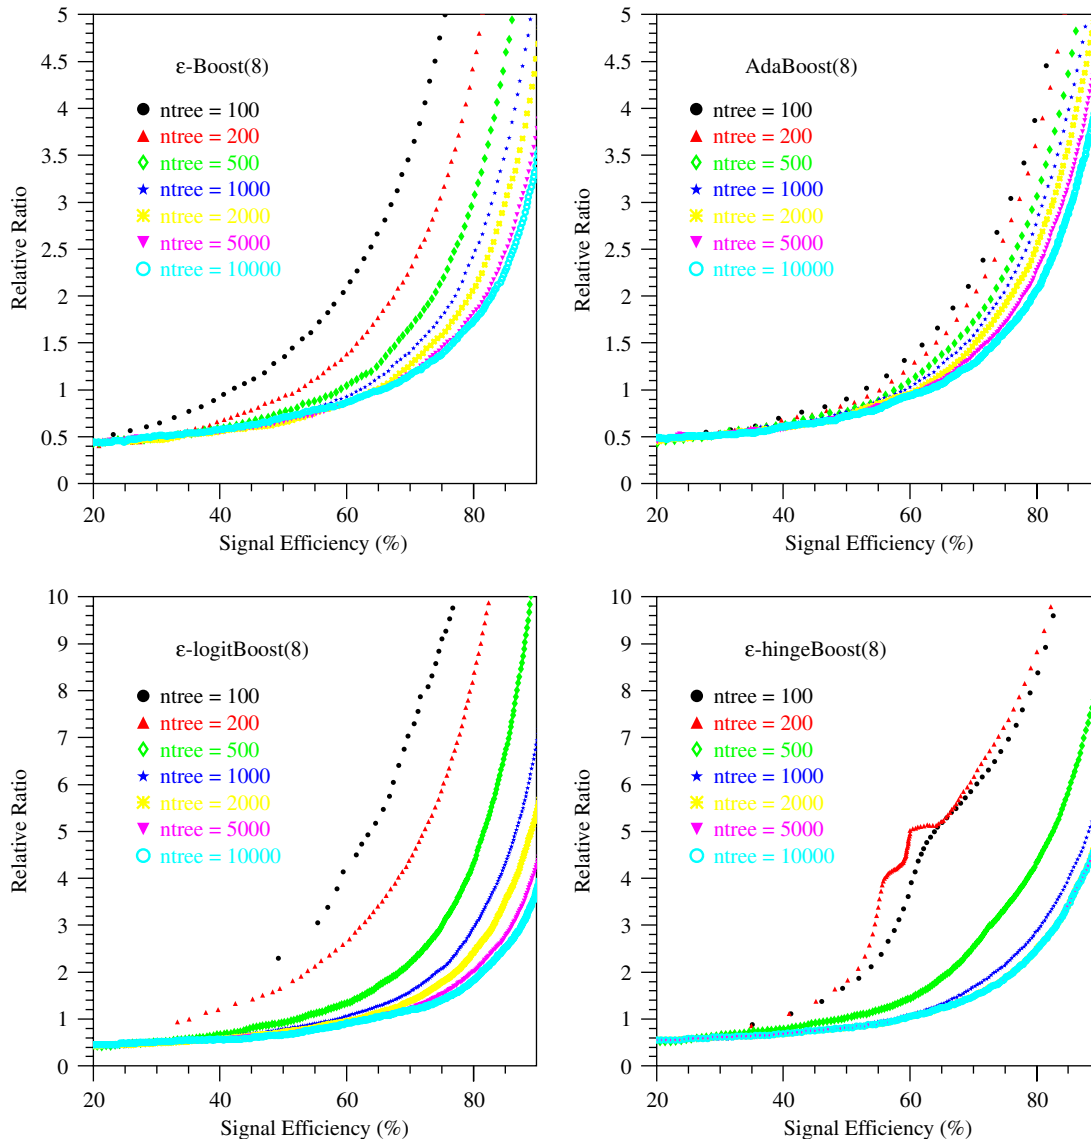 ε-Boost(8)
ntree = 100
ntree = 200
ntree = 500
ntree = 1000
ntree = 2000
ntree = 5000
ntree = 10000
Relative Ratio
5
4.5
4
3.5
3
2.5
2
1.5
1
0.5
0
20
40
60
80
Signal Efficiency (%)
AdaBoost(8)
ntree = 100
ntree = 200
ntree = 500
ntree = 1000
ntree = 2000
ntree = 5000
ntree = 10000
Relative Ratio
5
4.5
4
3.5
3
2.5
2
1.5
1
0.5
0
20
40
60
80
Signal Efficiency (%)
ε-logitBoost(8)
ntree = 100
ntree = 200
ntree = 500
ntree = 1000
ntree = 2000
ntree = 5000
ntree = 10000
Relative Ratio
10
9
8
7
6
5
4
3
2
1
0
20
40
60
80
Signal Efficiency (%)
ε-hingeBoost(8)
ntree = 100
ntree = 200
ntree = 500
ntree = 1000
ntree = 2000
ntree = 5000
ntree = 10000
Relative Ratio
10
9
8
7
6
5
4
3
2
1
0
20
40
60
80
Signal Efficiency (%)